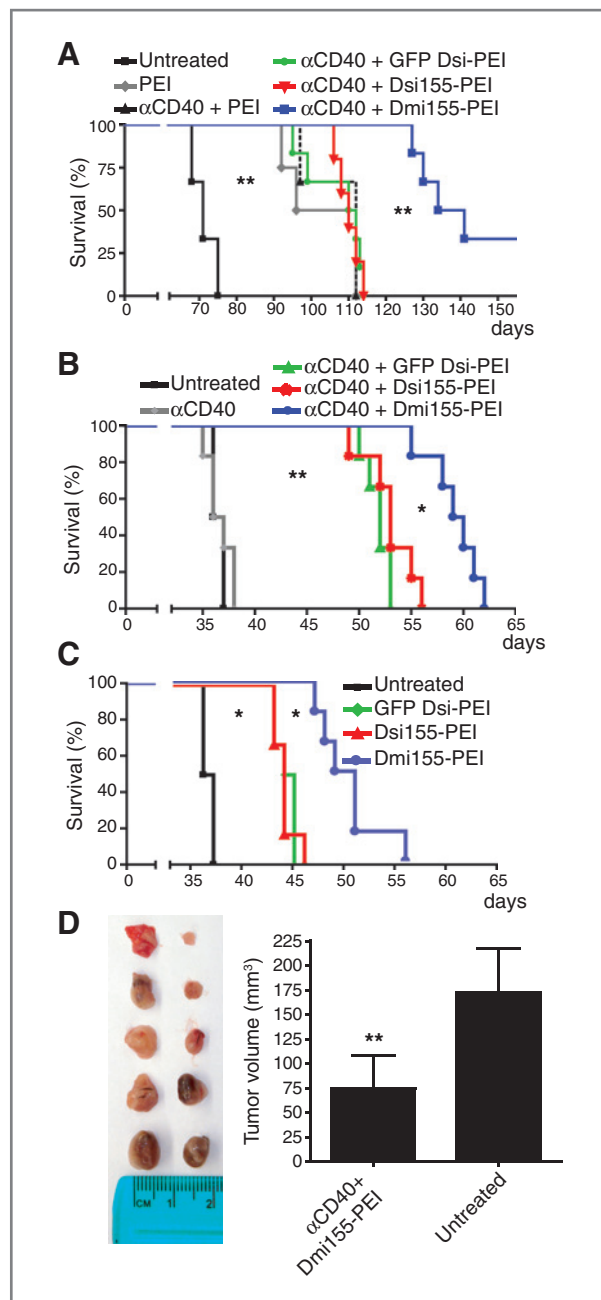 A
Untreated
PEI
αCD40 + PEI
αCD40 + GFP Dsi-PEI
αCD40 + Dsi155-PEI
αCD40 + Dmi155-PEI
Survival (%)
100
75
50
25
0
** **
0 70 80 90 100 110 120 130 140 150
days
B
Untreated
αCD40
αCD40 + GFP Dsi-PEI
αCD40 + Dsi155-PEI
αCD40 + Dmi155-PEI
Survival (%)
100
80
60
40
20
0
** *
0 35 40 45 50 55 60 65
days
C
Untreated
GFP Dsi-PEI
Dsi155-PEI
Dmi155-PEI
Survival (%)
100
80
60
40
20
0
* *
0 35 40 45 50 55 60 65
days
D
CM 1 2
Tumor volume (mm³)
225
200
175
150
125
100
75
50
25
0
**
αCD40+
Dmi155-PEI
Untreated